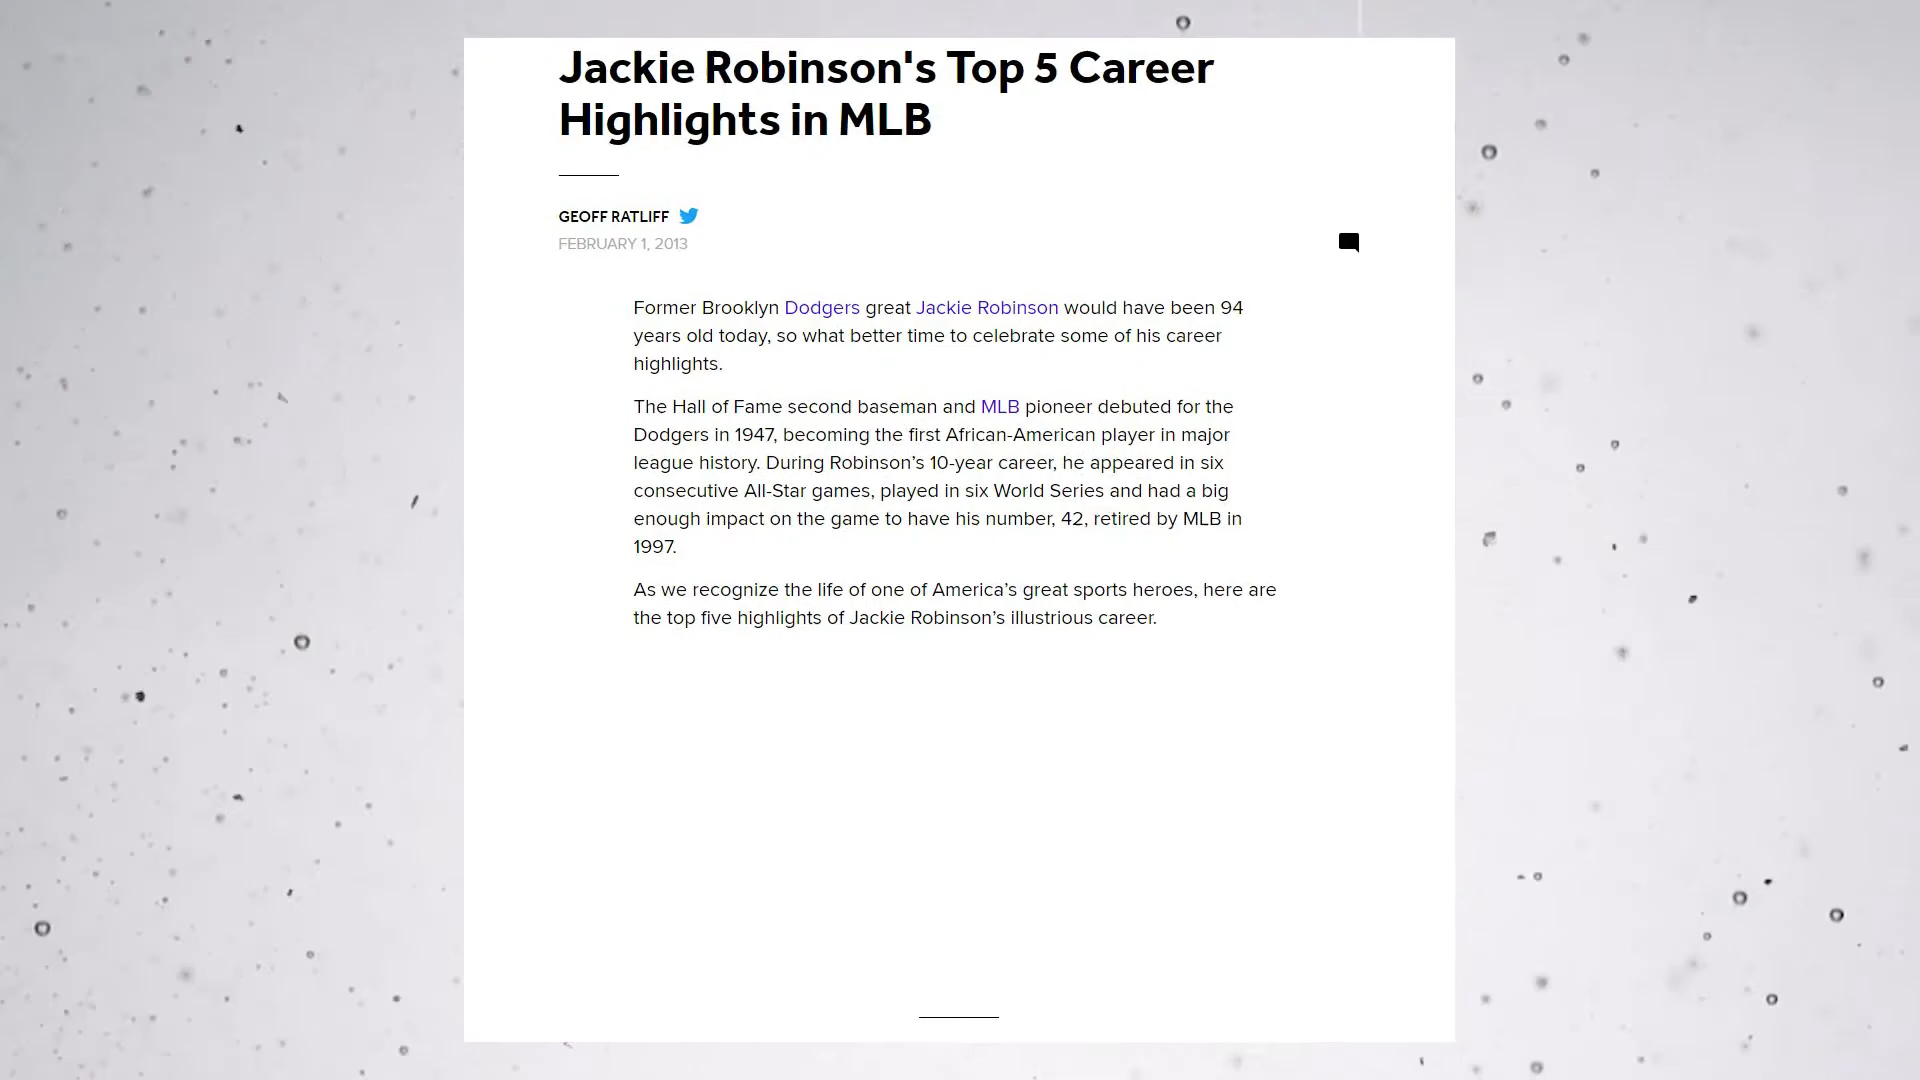 Jackie Robinson's Top 5 Career
Highlights in MLB
GEOFF RATLIFF
FEBRUARY 1, 2013
Former Brooklyn Dodgers great Jackie Robinson would have been 94
years old today, so what better time to celebrate some of his career
highlights.
The Hall of Fame second baseman and MLB pioneer debuted for the
Dodgers in 1947, becoming the first African-American player in major
league history. During Robinson’s 10-year career, he appeared in six
consecutive All-Star games, played in six World Series and had a big
enough impact on the game to have his number, 42, retired by MLB in
1997.
As we recognize the life of one of America’s great sports heroes, here are
the top five highlights of Jackie Robinson’s illustrious career.